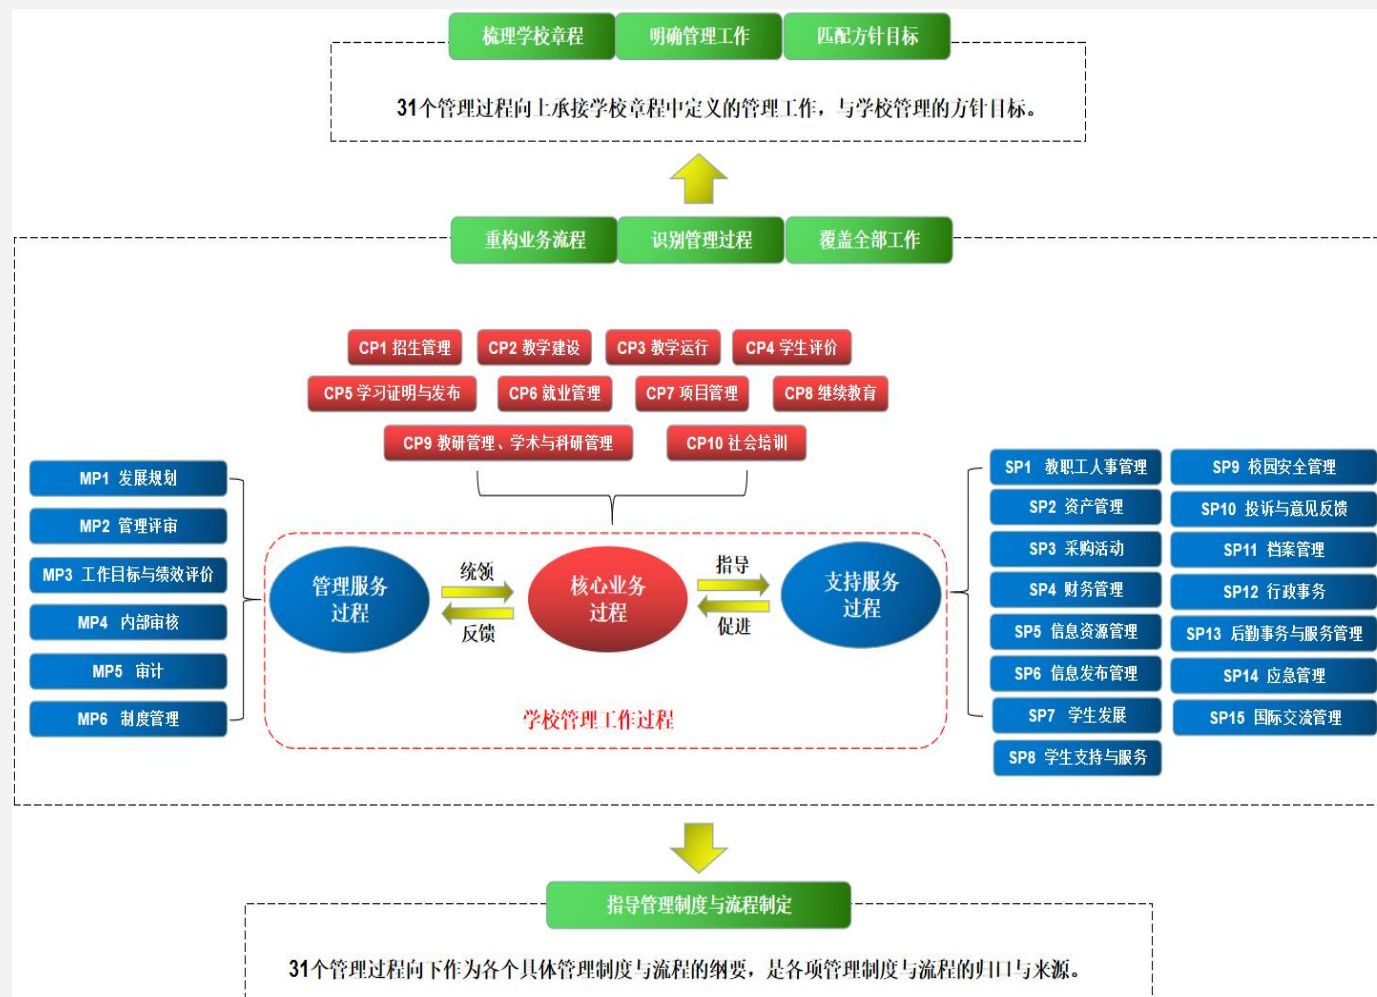 梳理学校章程
明确管理工作
匹配方针目标
31个管理过程向上承接学校章程中定义的管理工作，与学校管理的方针目标。
重构业务流程
识别管理过程
覆盖全部工作
CP1 招生管理
CP2 教学建设
CP3 教学运行
CP4 学生评价
CP5 学习证明与发布
CP6 就业管理
CP7 项目管理
CP8 继续教育
CP9 教研管理、学术与科研管理
CP10 社会培训
MP1 发展规划
MP2 管理评审
MP3 工作目标与绩效评价
MP4 内部审核
MP5 审计
MP6 制度管理
管理服务
过程
统领
反馈
核心业务
过程
指导
促进
支持服务
过程
学校管理工作过程
SP1 教职工人事管理
SP2 资产管理
SP3 采购活动
SP4 财务管理
SP5 信息资源管理
SP6 信息发布管理
SP7 学生发展
SP8 学生支持与服务
SP9 校园安全管理
SP10 投诉与意见反馈
SP11 档案管理
SP12 行政事务
SP13 后勤事务与服务管理
SP14 应急管理
SP15 国际交流管理
指导管理制度与流程制定
31个管理过程向下作为各个具体管理制度与流程的纲要，是各项管理制度与流程的归口与来源。